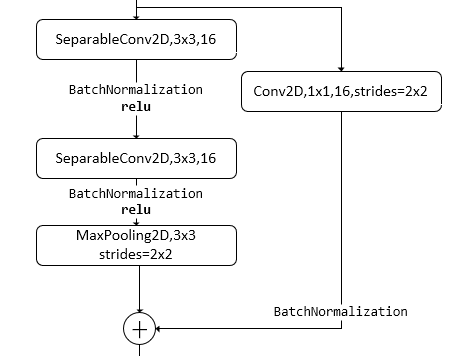 SeparableConv2D,3x3,16
BatchNormalization
relu
Conv2D,1x1,16,strides=2x2
SeparableConv2D,3x3,16
BatchNormalization
relu
MaxPooling2D,3x3
strides=2x2
BatchNormalization
+